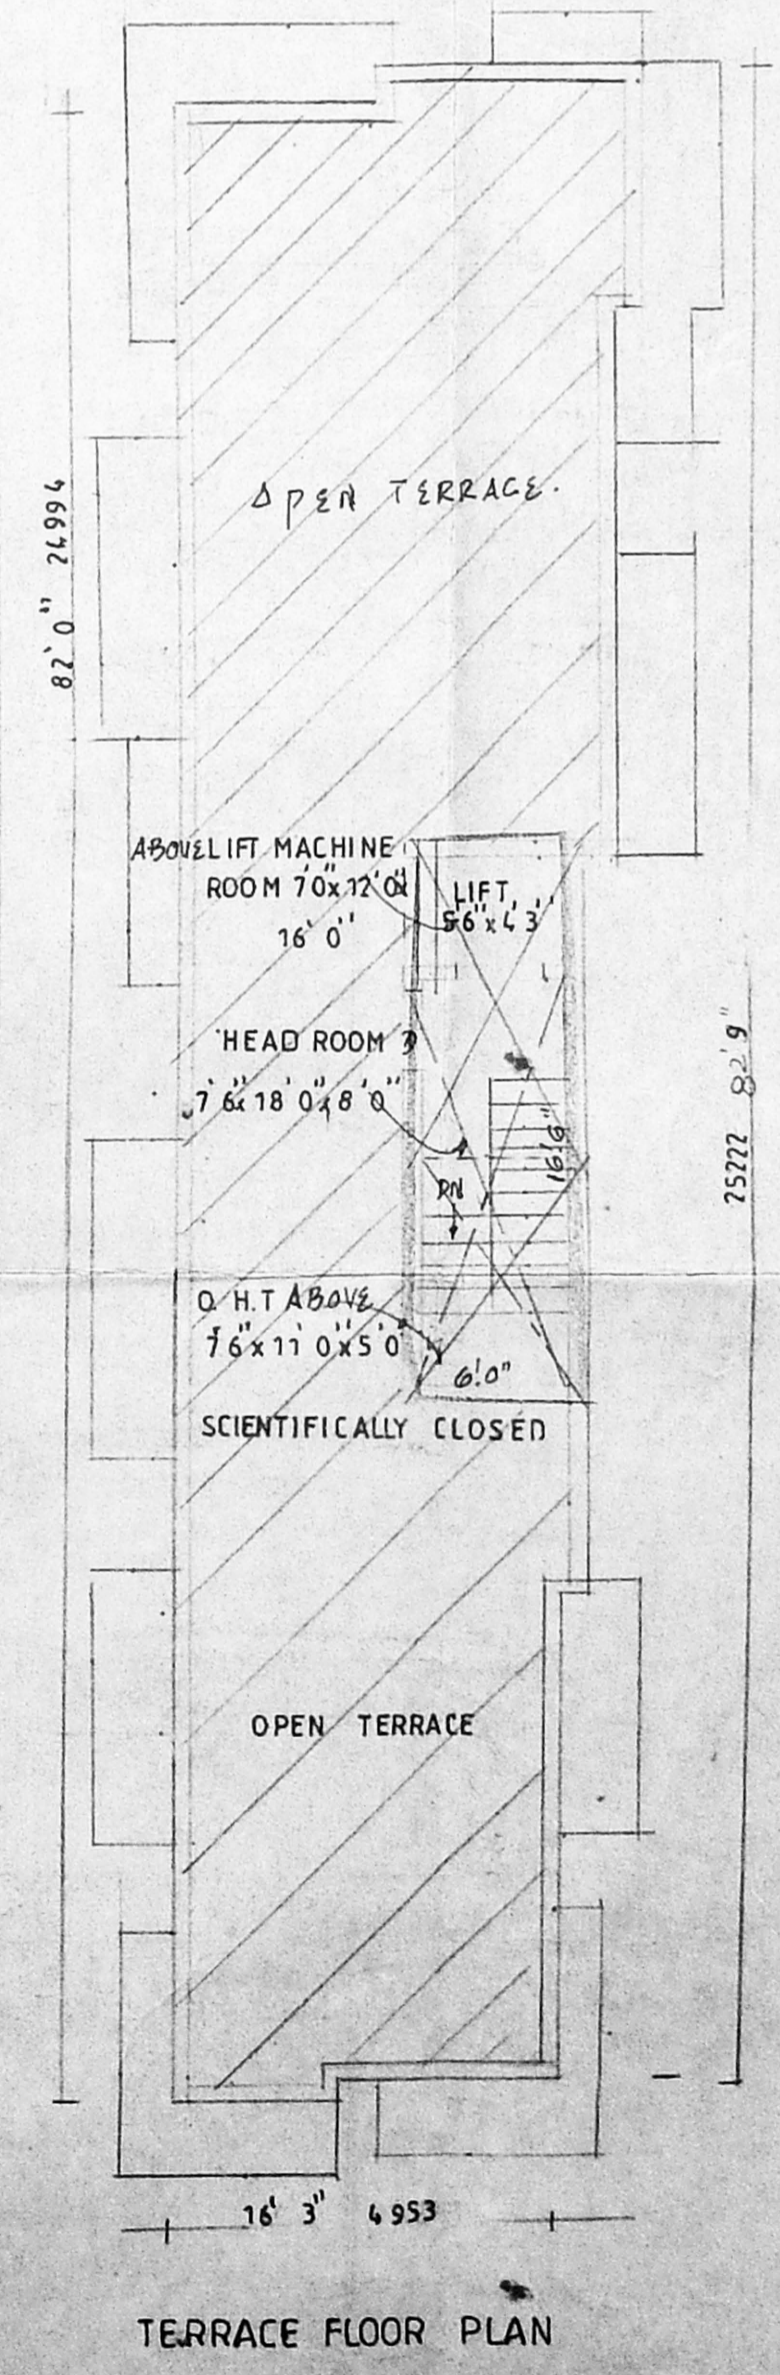 OPEN TERRACE.
82' 0" 24994
ABOVE LIFT MACHINE
ROOM 7'0"x12'0"x
16' 0"
LIFT
5'6"x4'3"
HEAD ROOM
7'6"x18'0"x8'0"
25222 82'9"
16'6"
DN
O.H.T ABOVE
7'6"x11'0"x5'0"
6'0"
SCIENTIFICALLY CLOSED
OPEN TERRACE
16' 3" 4953
TERRACE FLOOR PLAN